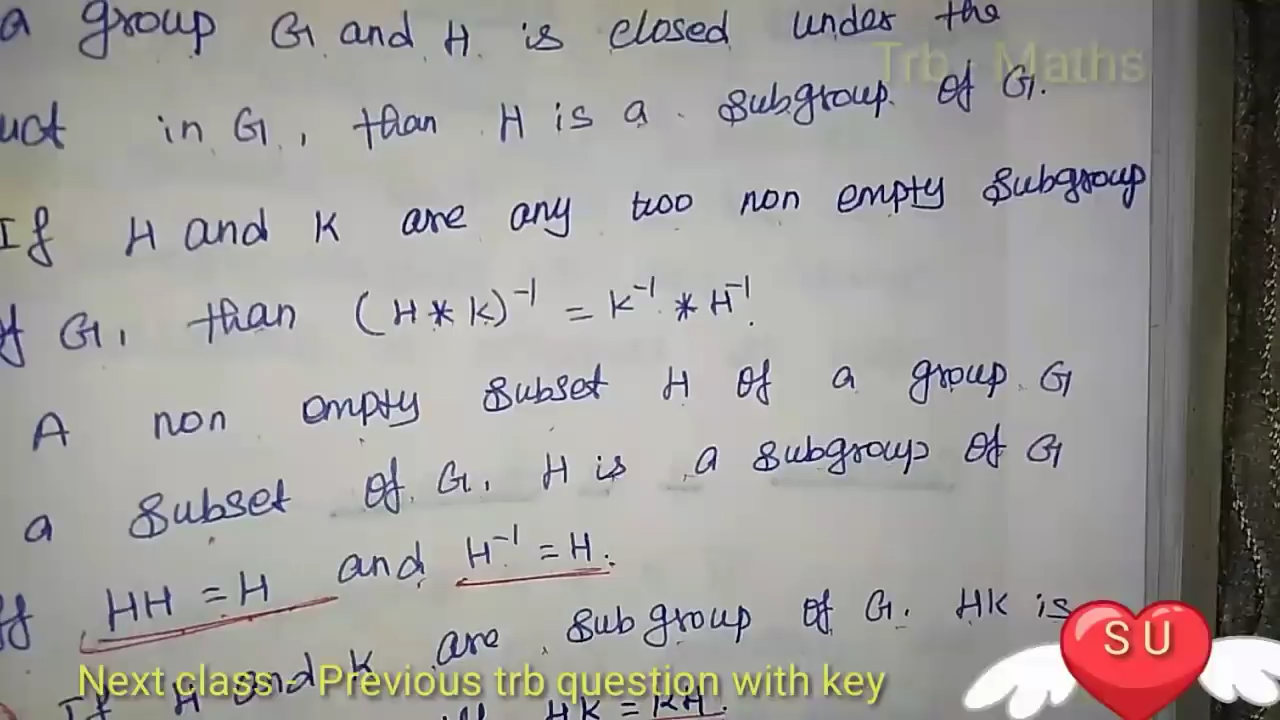 a group G and H is closed under the
Trb Maths
uct in G, than H is a subgroup of G.
If H and K are any two non empty subgroup
f G, than (H * K)⁻¹ = K⁻¹ * H⁻¹.
A non empty subset H of a group G
a subset of G. H is a subgroup of G
ff HH = H and H⁻¹ = H.
If H and K are subgroup of G. HK is
HK = KH.
Next class - Previous trb question with key
S U